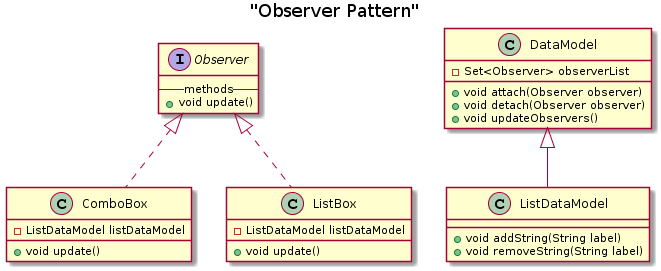 "Observer Pattern"
I Observer
methods
void update()
C DataModel
Set<Observer> observerList
void attach(Observer observer)
void detach(Observer observer)
void updateObservers()
C ComboBox
ListDataModel listDataModel
void update()
C ListBox
ListDataModel listDataModel
void update()
C ListDataModel
void addString(String label)
void removeString(String label)